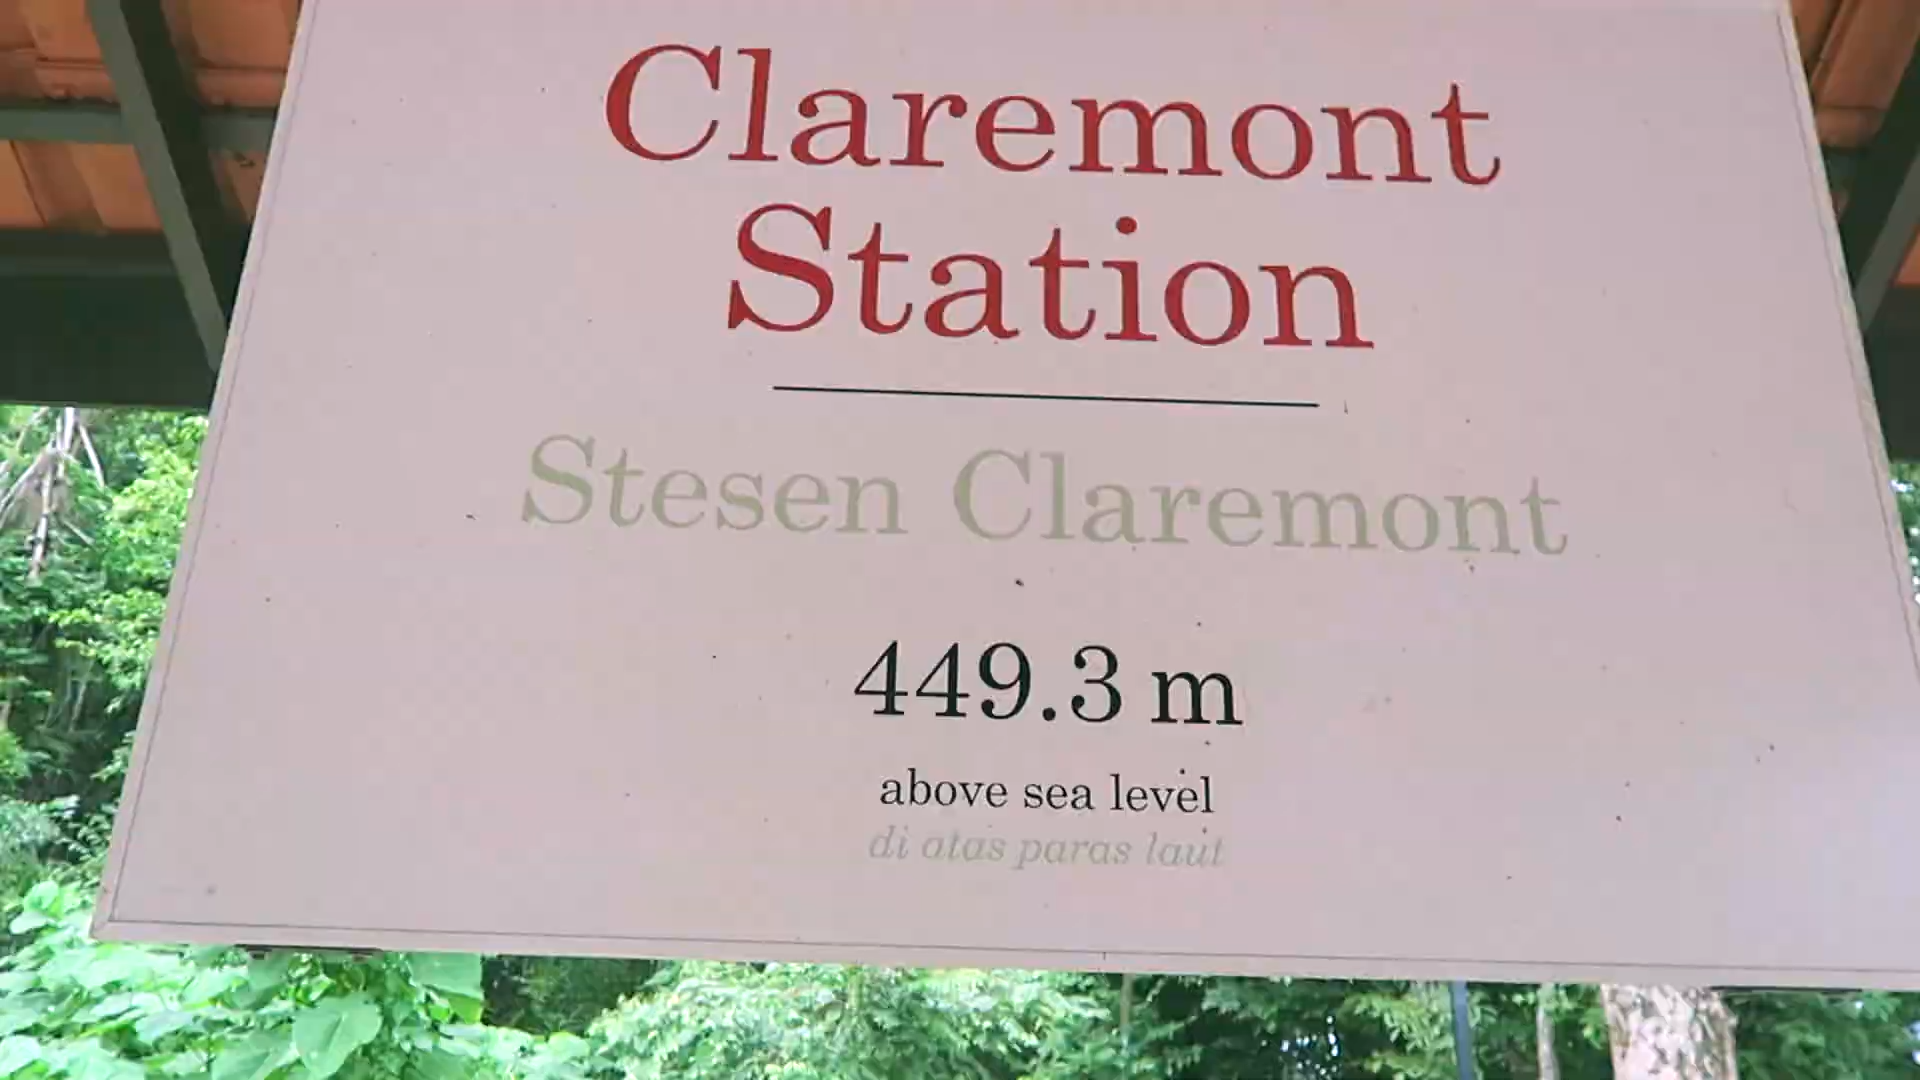 Claremont
Station
Stesen Claremont
449.3 m
above sea level
di atas paras laut